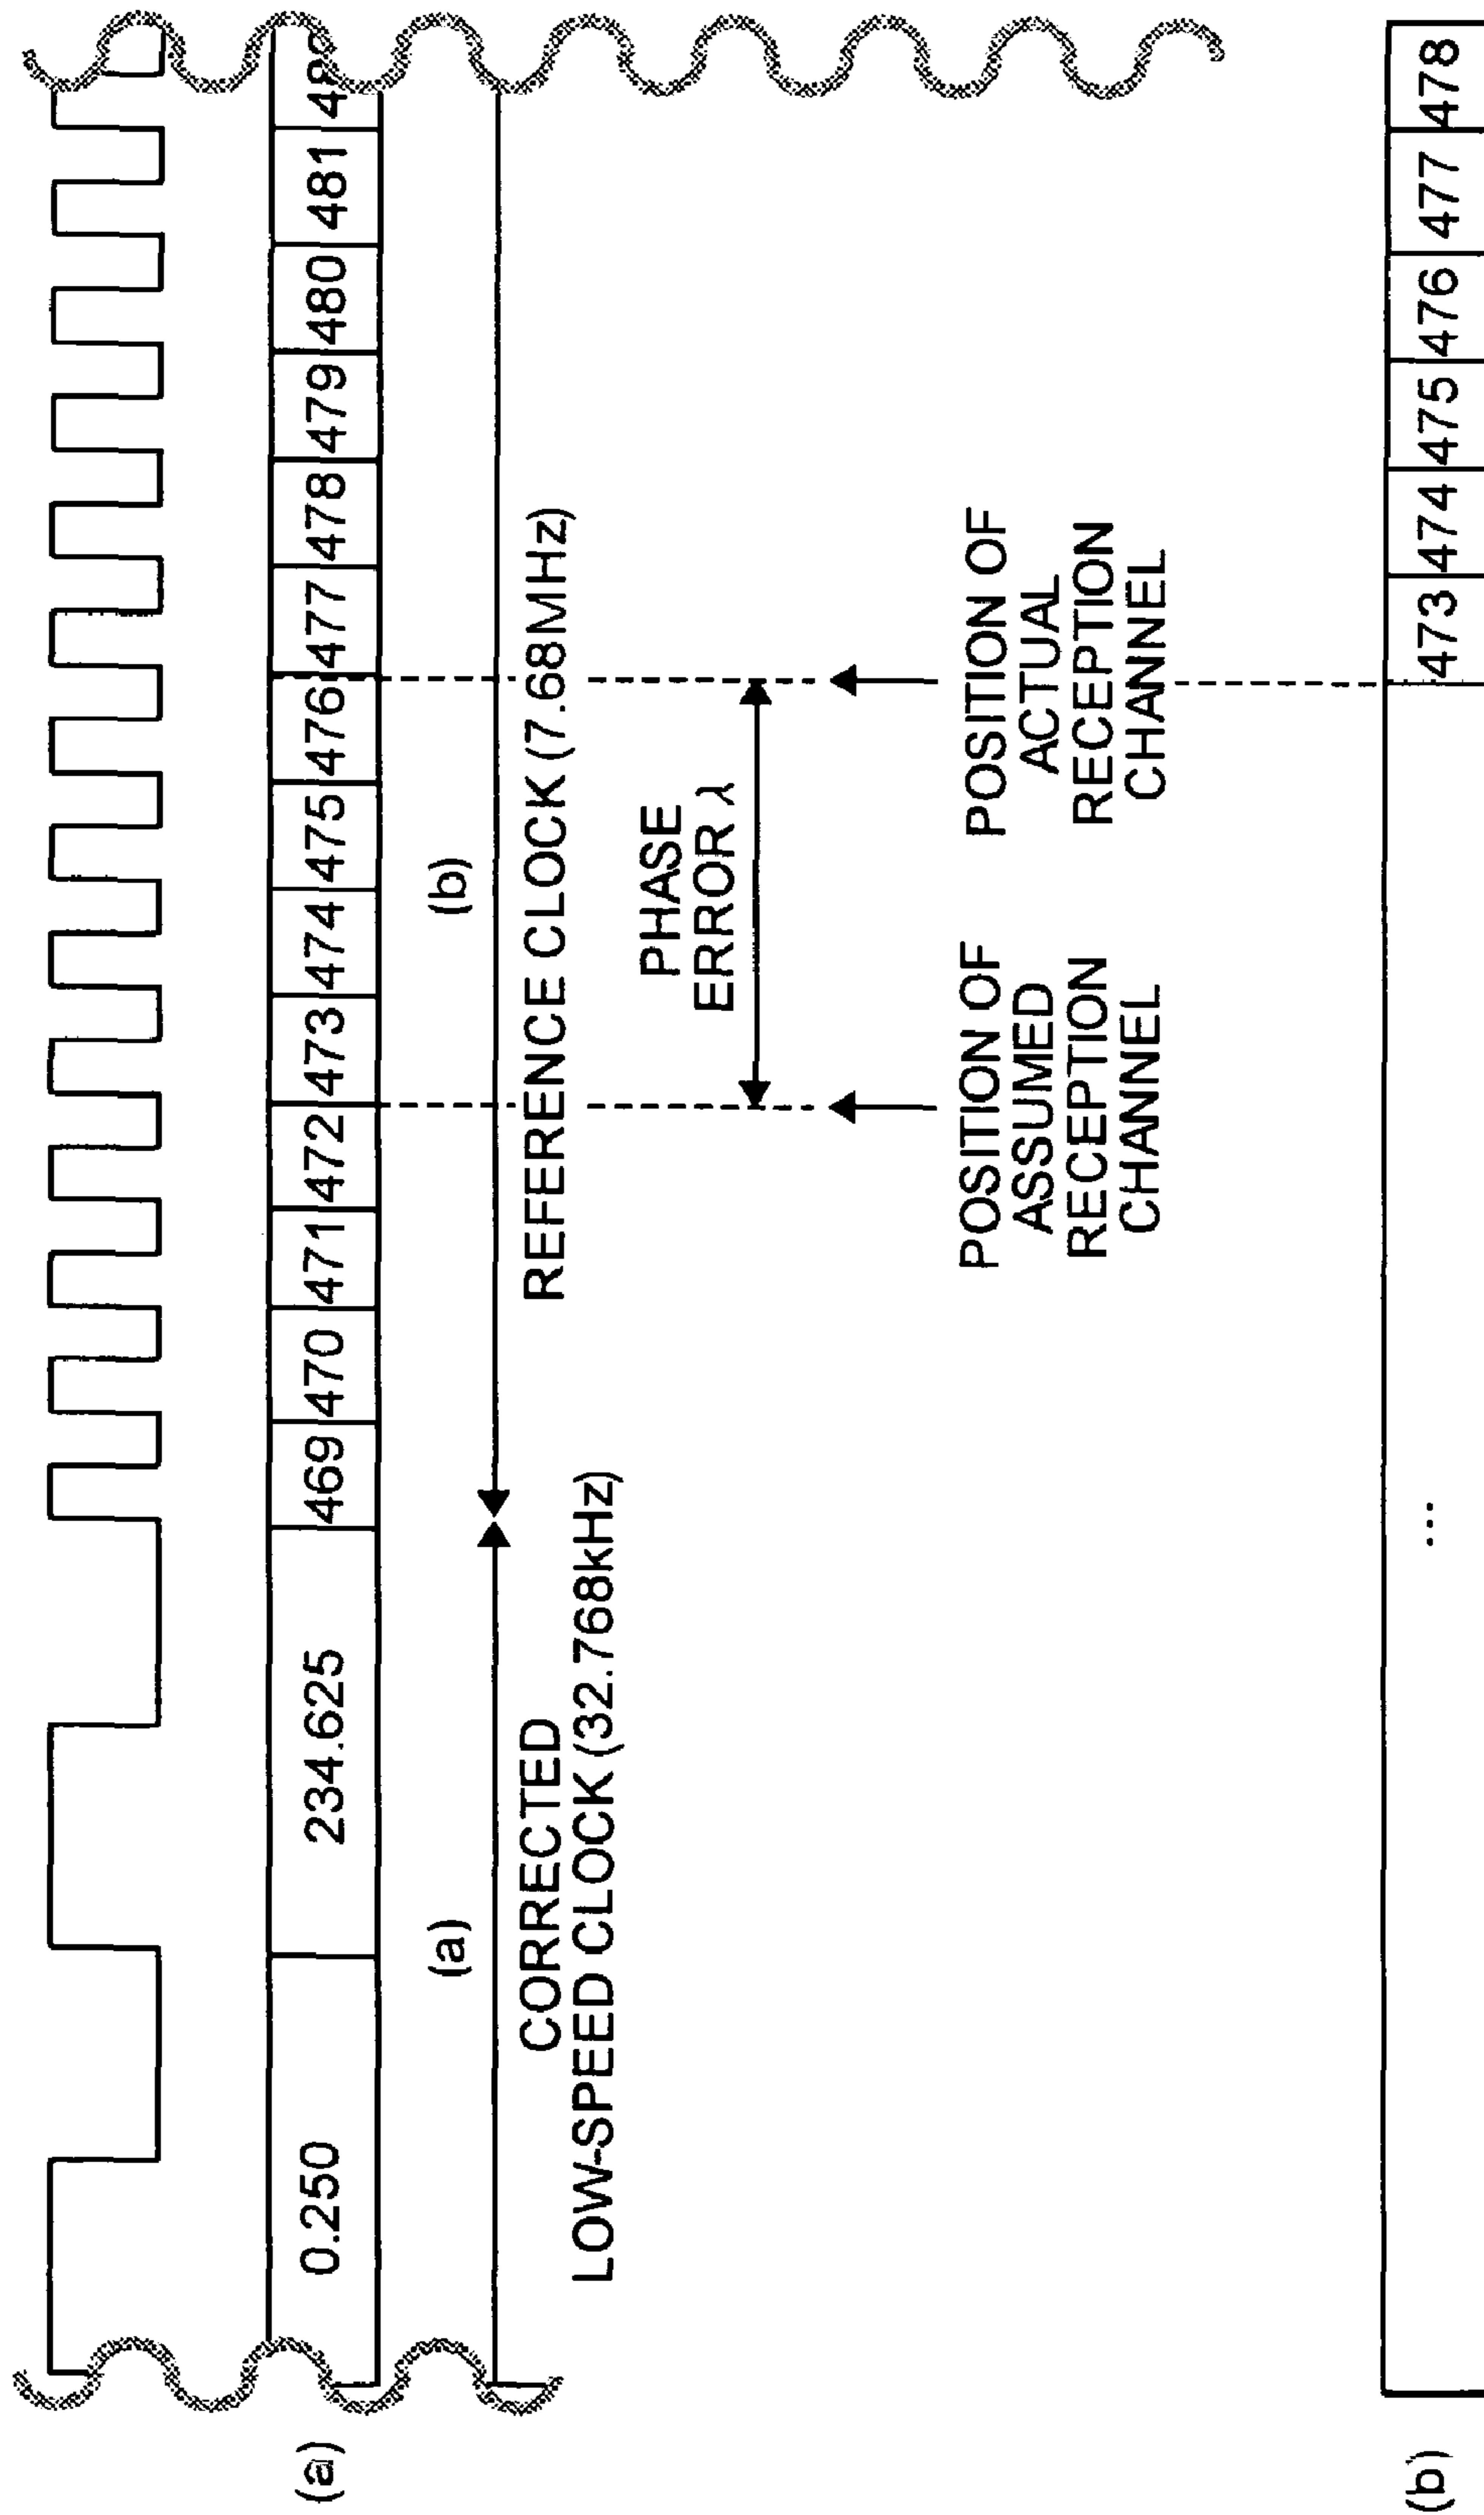 (a)
0.250 234.625 469 470 471 472 473 474 475 476 477 478 479 480 481
(a)
(b)
CORRECTED
LOW-SPEED CLOCK (32.768kHz)
REFERENCE CLOCK (7.68MHz)
PHASE
ERROR λ
POSITION OF
ASSUMED
RECEPTION
CHANNEL
POSITION OF
ACTUAL
RECEPTION
CHANNEL
(b)
... 473 474 475 476 477 478